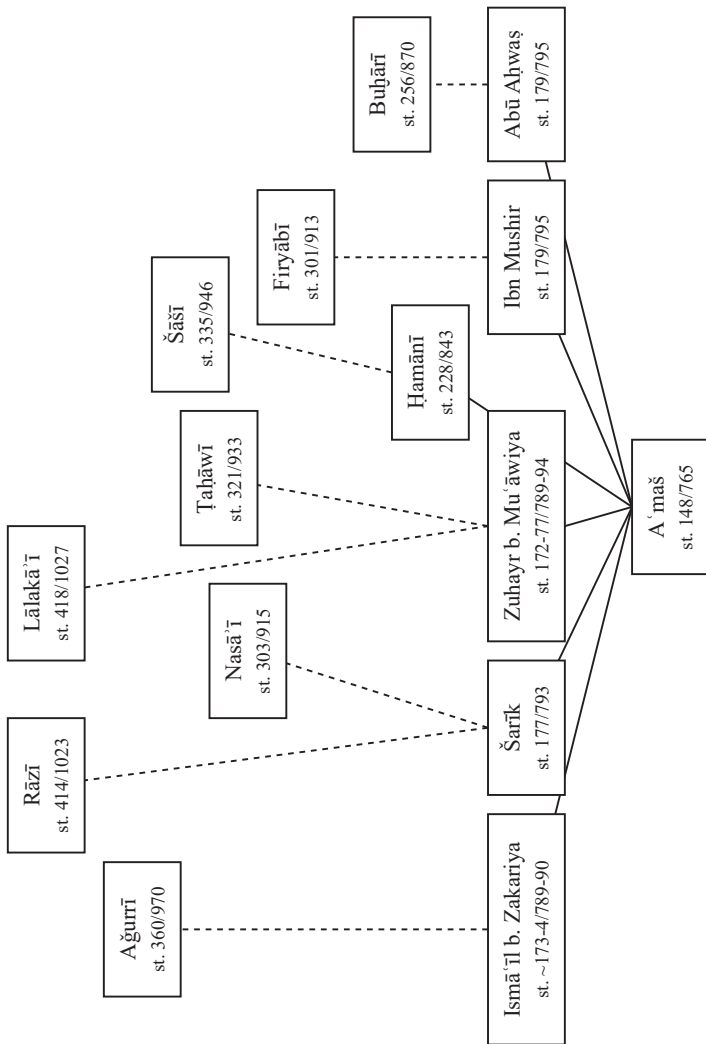 Lālakāʾī
st. 418/1027
Rāzī
st. 414/1023
Aǧurrī
st. 360/970
Šāšī
st. 335/946
Ṭaḥāwī
st. 321/933
Nasāʾī
st. 303/915
Firyābī
st. 301/913
Buḫārī
st. 256/870
Ḥamānī
st. 228/843
Ismāʿīl b. Zakariya
st. ~173-4/789-90
Šarīk
st. 177/793
Zuhayr b. Muʿāwiya
st. 172-77/789-94
Ibn Mushir
st. 179/795
Abū Aḥwaṣ
st. 179/795
Aʿmaš
st. 148/765